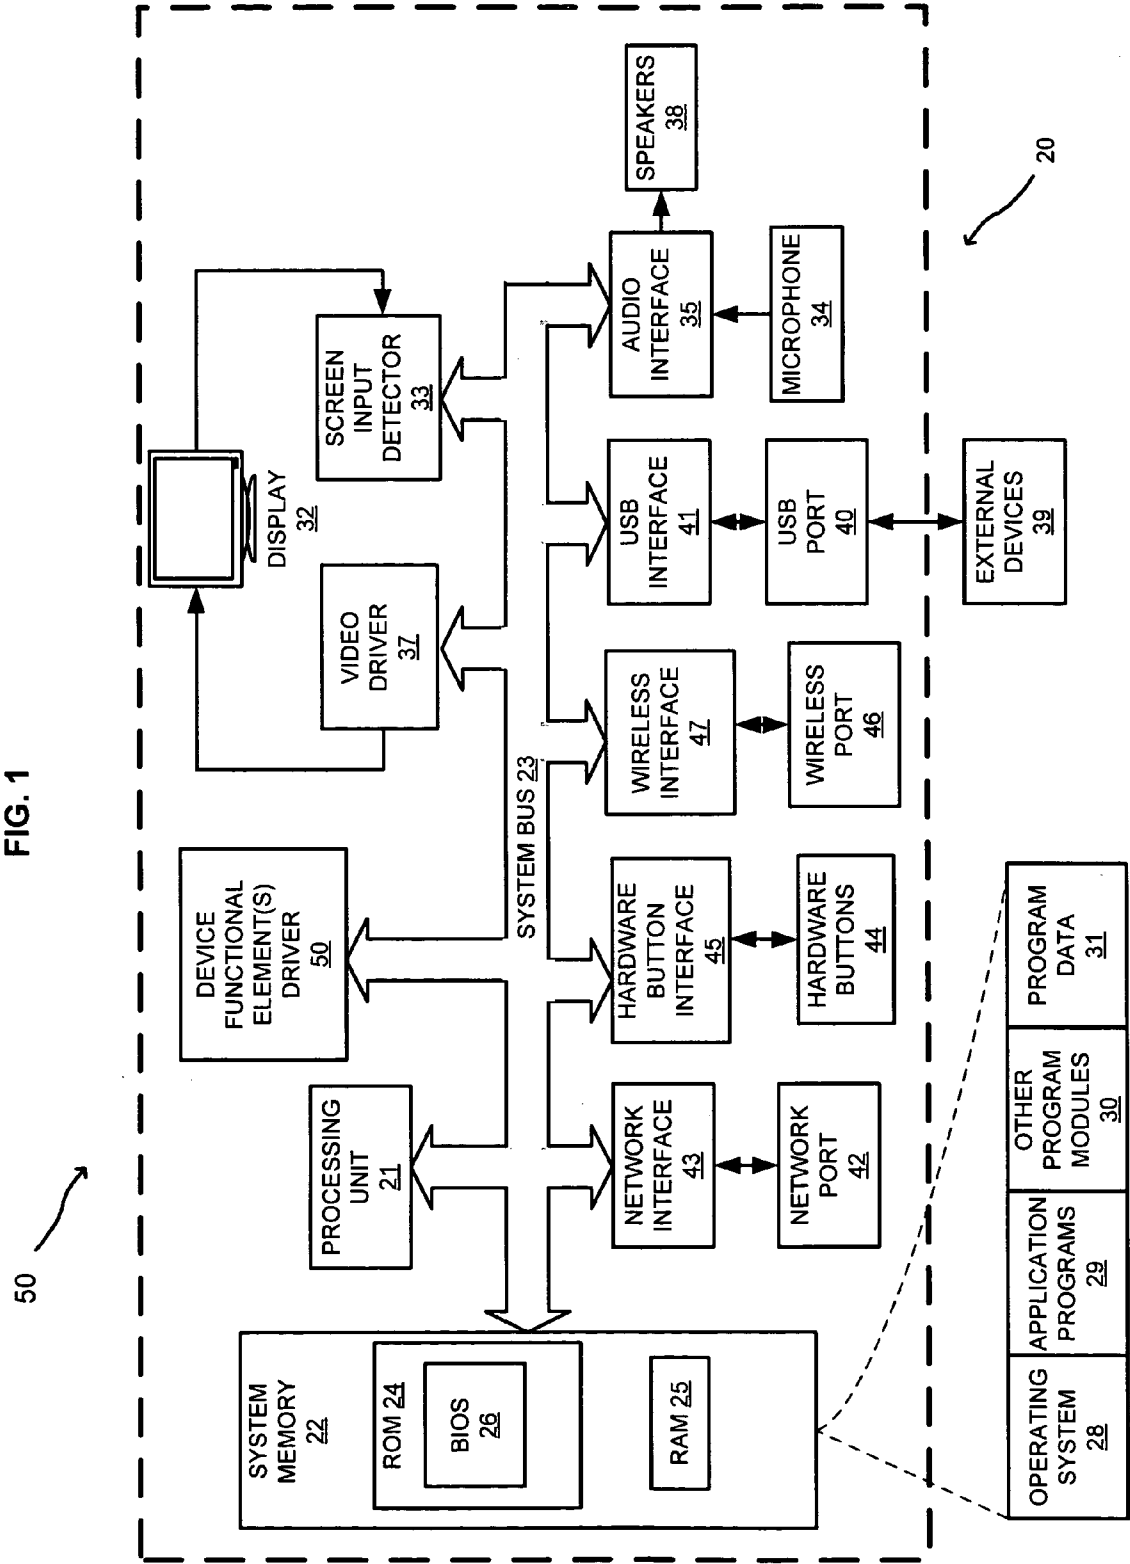 FIG. 1
50
20
SYSTEM
MEMORY
22
ROM 24
BIOS
26
RAM 25
PROCESSING
UNIT
21
DEVICE
FUNCTIONAL
ELEMENT(S)
DRIVER
50
VIDEO
DRIVER
37
DISPLAY
32
SCREEN
INPUT
DETECTOR
33
SYSTEM BUS 23
NETWORK
INTERFACE
43
NETWORK
PORT
42
HARDWARE
BUTTON
INTERFACE
45
HARDWARE
BUTTONS
44
WIRELESS
INTERFACE
47
WIRELESS
PORT
46
USB
INTERFACE
41
USB
PORT
40
EXTERNAL
DEVICES
39
AUDIO
INTERFACE
35
SPEAKERS
38
MICROPHONE
34
OPERATING
SYSTEM
28
APPLICATION
PROGRAMS
29
OTHER
PROGRAM
MODULES
30
PROGRAM
DATA
31